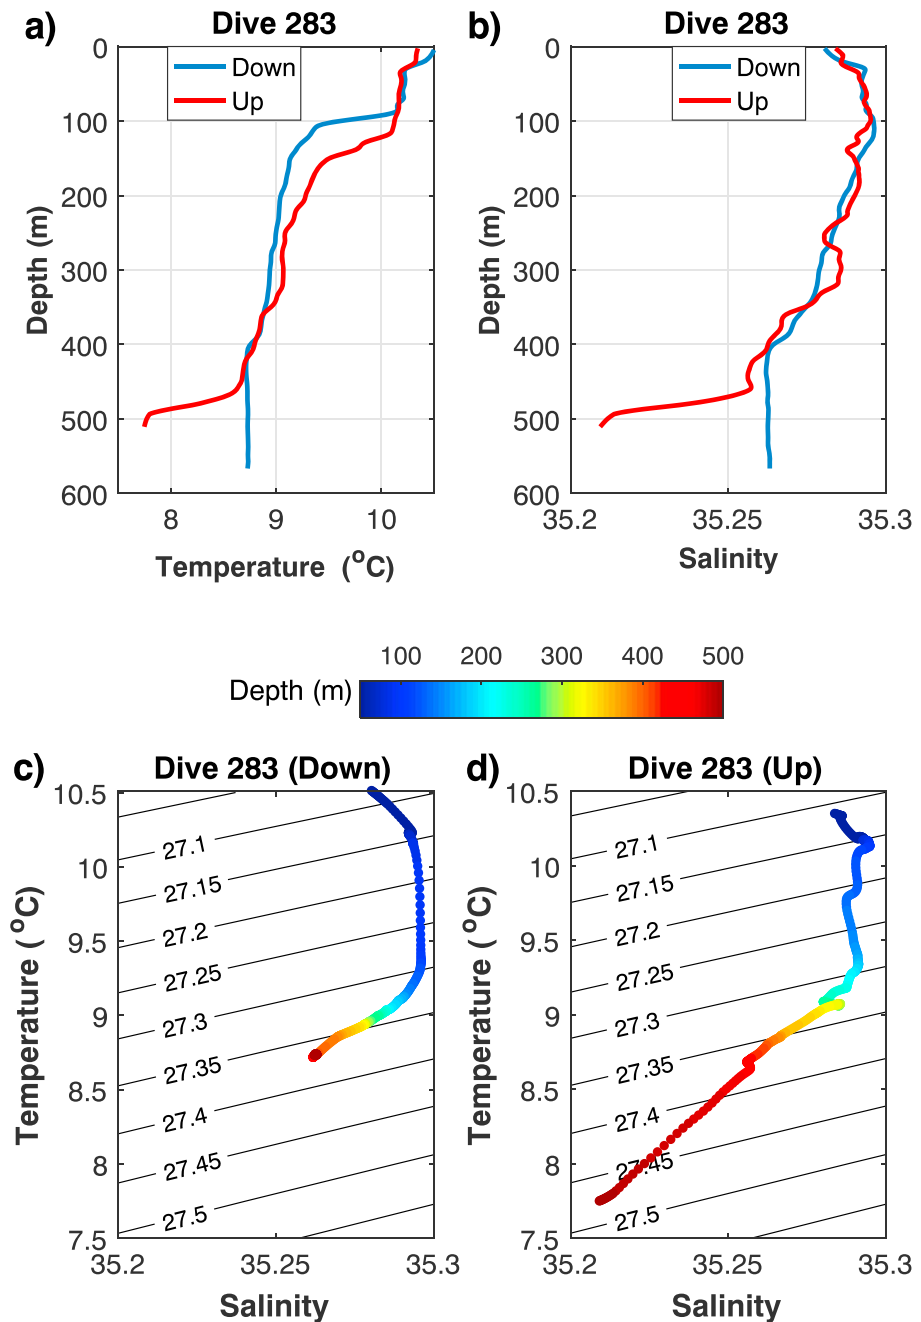 a) Dive 283
Down
Up
0
100
200
300
400
500
600
Depth (m)
8 9 10
Temperature (°C)
b) Dive 283
Down
Up
0
100
200
300
400
500
600
Depth (m)
35.2 35.25 35.3
Salinity
100 200 300 400 500
Depth (m)
c) Dive 283 (Down)
10.5
10
9.5
9
8.5
8
7.5
Temperature (°C)
27.1
27.15
27.2
27.25
27.3
27.35
27.4
27.45
27.5
35.2 35.25 35.3
Salinity
d) Dive 283 (Up)
10.5
10
9.5
9
8.5
8
7.5
Temperature (°C)
27.1
27.15
27.2
27.25
27.3
27.35
27.4
27.45
27.5
35.2 35.25 35.3
Salinity